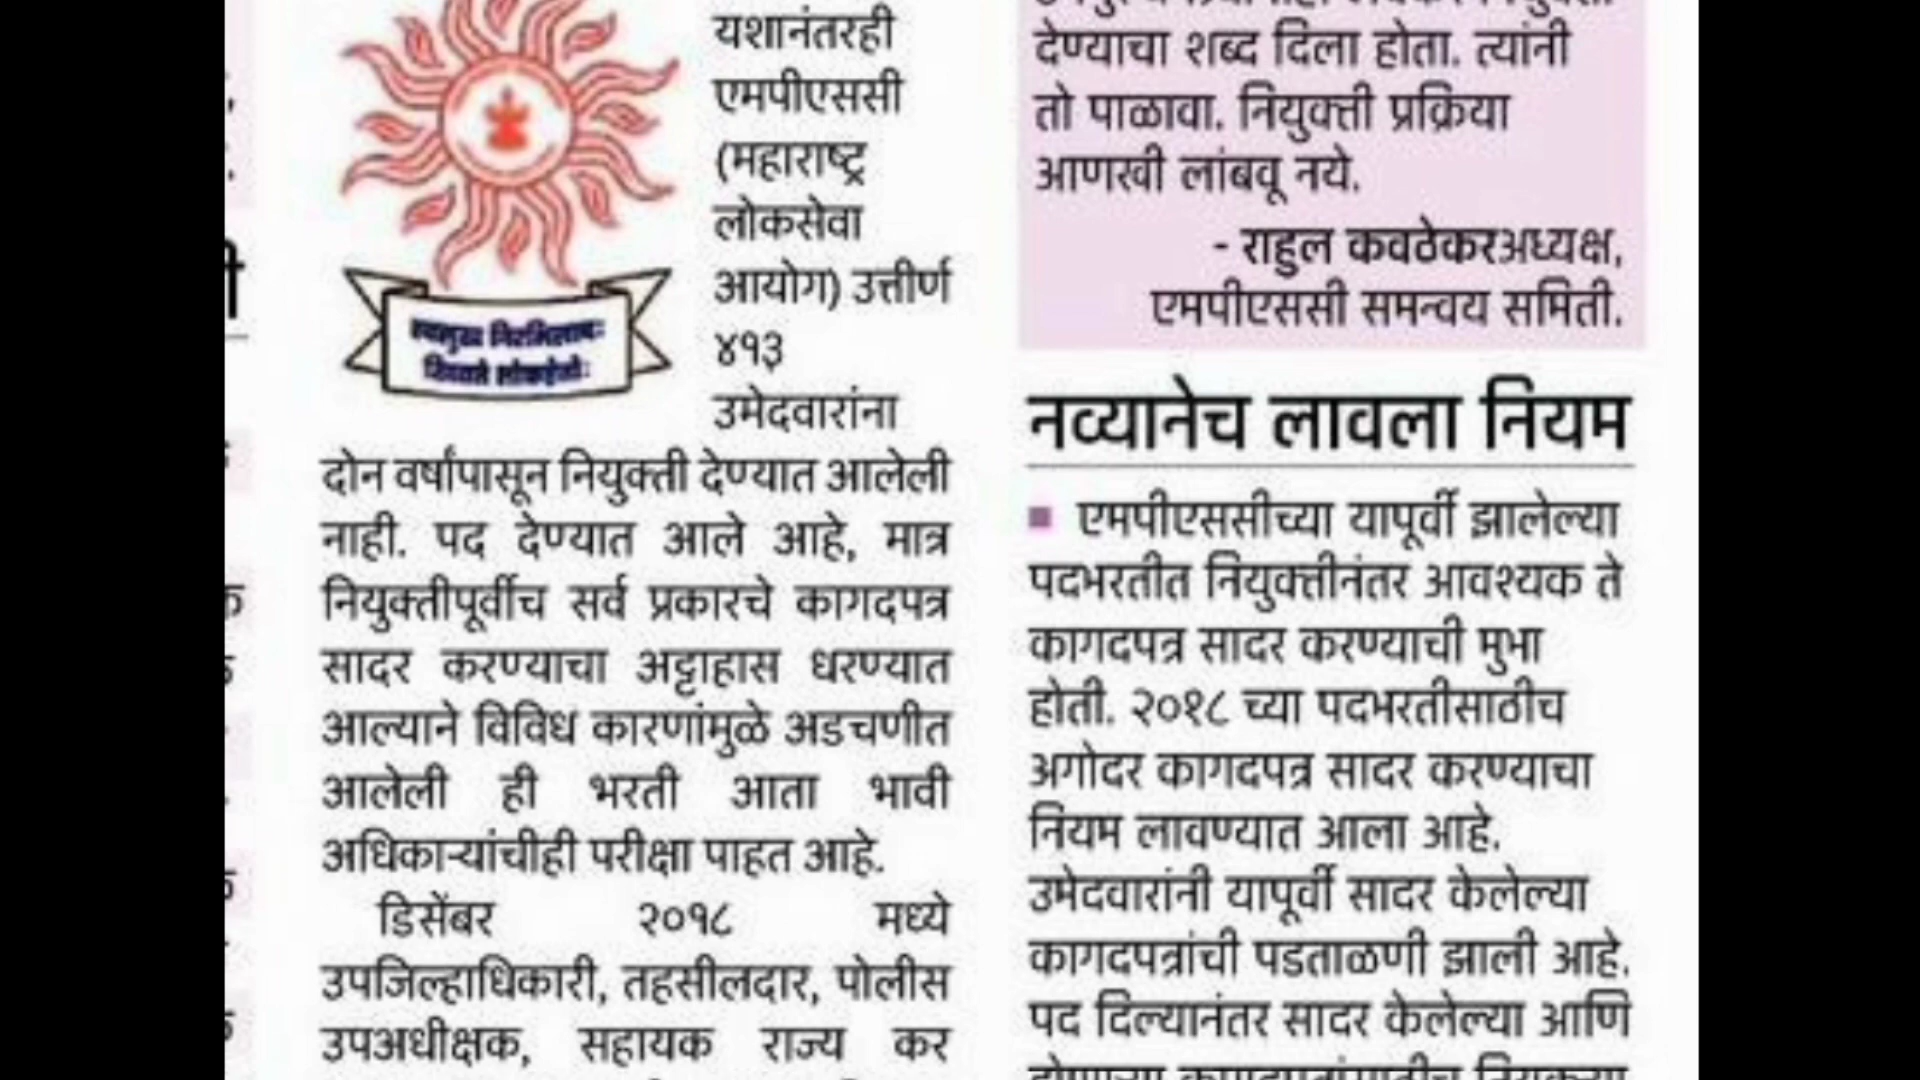 यशानंतरही
एमपीएससी
(महाराष्ट्र
लोकसेवा
आयोग) उत्तीर्ण
४१३
उमेदवारांना
दोन वर्षांपासून नियुक्ती देण्यात आलेली
नाही. पद देण्यात आले आहे, मात्र
नियुक्तीपूर्वीच सर्व प्रकारचे कागदपत्र
सादर करण्याचा अट्टाहास धरण्यात
आल्याने विविध कारणांमुळे अडचणीत
आलेली ही भरती आता भावी
अधिकाऱ्यांचीही परीक्षा पाहत आहे.
डिसेंबर २०१८ मध्ये
उपजिल्हाधिकारी, तहसीलदार, पोलीस
उपअधीक्षक, सहायक राज्य कर
देण्याचा शब्द दिला होता. त्यांनी
तो पाळावा. नियुक्ती प्रक्रिया
आणखी लांबवू नये.
- राहुल कवठेकरअध्यक्ष,
एमपीएससी समन्वय समिती.
नव्यानेच लावला नियम
▪ एमपीएससीच्या यापूर्वी झालेल्या
पदभरतीत नियुक्तीनंतर आवश्यक ते
कागदपत्र सादर करण्याची मुभा
होती. २०१८ च्या पदभरतीसाठीच
अगोदर कागदपत्र सादर करण्याचा
नियम लावण्यात आला आहे.
उमेदवारांनी यापूर्वी सादर केलेल्या
कागदपत्रांची पडताळणी झाली आहे.
पद दिल्यानंतर सादर केलेल्या आणि